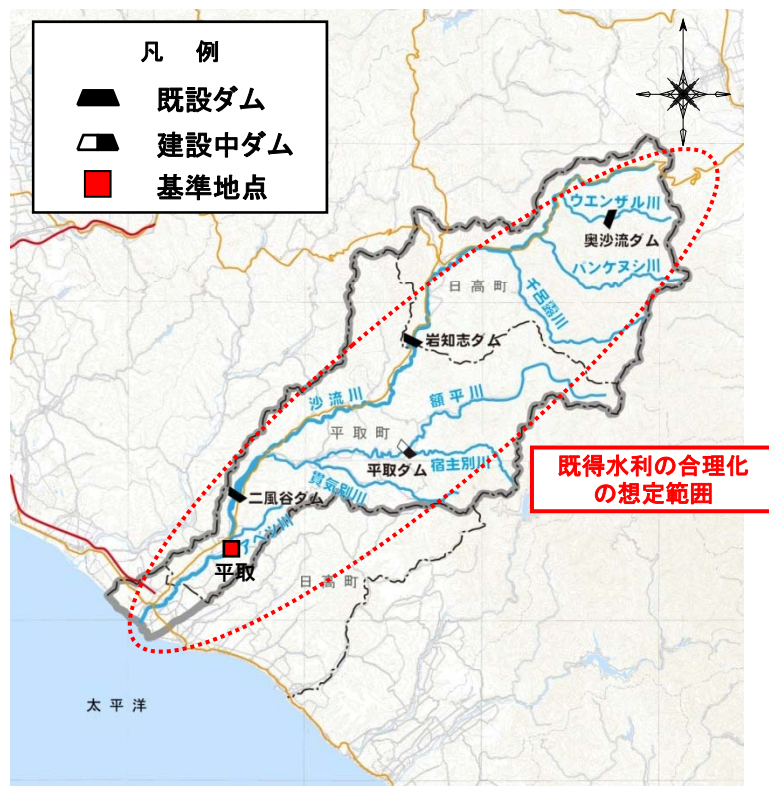 凡 例
既設ダム
建設中ダム
基準地点
ウエンザル川
奥沙流ダム
パンケヌシ川
日高町
千呂露川
岩知志ダム
沙流川
額平川
平取町
平取ダム
宿主別川
既得水利の合理化
の想定範囲
二風谷ダム
貫気別川
アベツ川
平取
日高町
太平洋